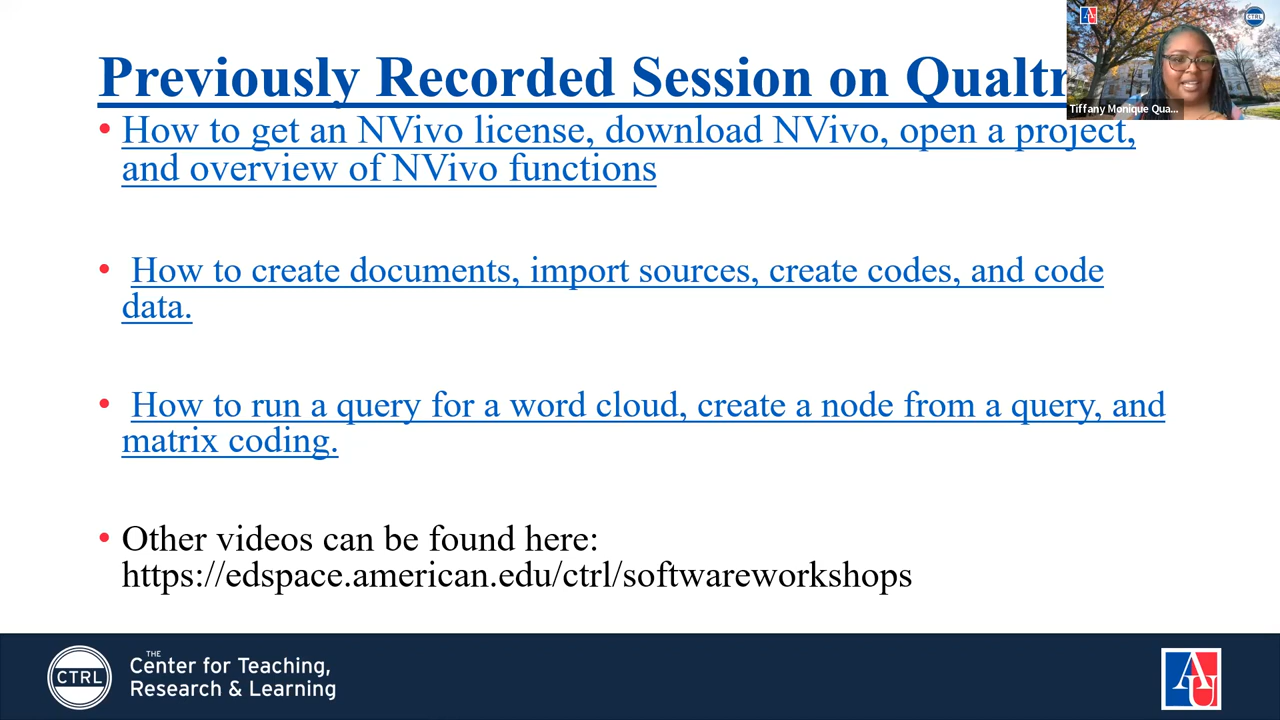 Previously Recorded Session on Qualtr
Tiffany Monique Qua...
• How to get an NVivo license, download NVivo, open a project,
and overview of NVivo functions
• How to create documents, import sources, create codes, and code
data.
• How to run a query for a word cloud, create a node from a query, and
matrix coding.
• Other videos can be found here:
https://edspace.american.edu/ctrl/softwareworkshops
CTRL
THE
Center for Teaching,
Research & Learning
AU
CTRL